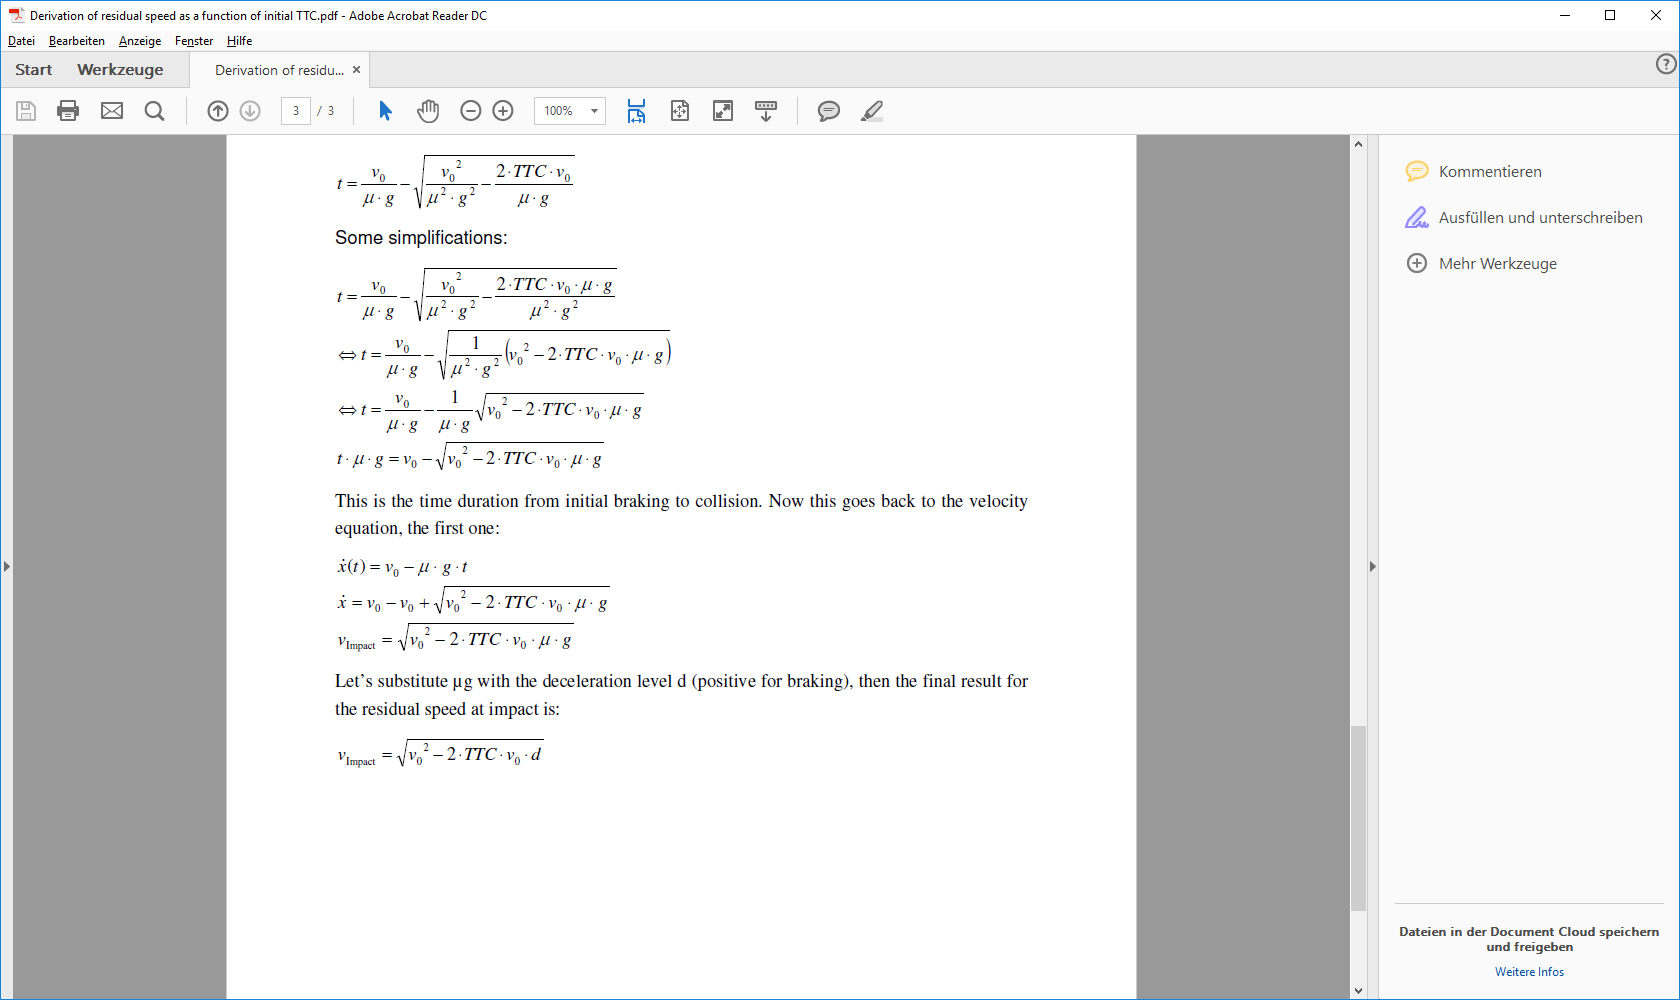 Derivation of residual speed as a function of initial TTC.pdf - Adobe Acrobat Reader DC
Datei Bearbeiten Anzeige Fenster Hilfe
Start Werkzeuge Derivation of residu... ×
3 / 3 100%
t = v₀/(μ · g) − √(v₀²/(μ² · g²) − (2 · TTC · v₀)/(μ · g))
Some simplifications:
t = v₀/(μ · g) − √(v₀²/(μ² · g²) − (2 · TTC · v₀ · μ · g)/(μ² · g²))
⇔ t = v₀/(μ · g) − √(1/(μ² · g²) (v₀² − 2 · TTC · v₀ · μ · g))
⇔ t = v₀/(μ · g) − 1/(μ · g) √(v₀² − 2 · TTC · v₀ · μ · g)
t · μ · g = v₀ − √(v₀² − 2 · TTC · v₀ · μ · g)
This is the time duration from initial braking to collision. Now this goes back to the velocity
equation, the first one:
ẋ(t) = v₀ − μ · g · t
ẋ = v₀ − v₀ + √(v₀² − 2 · TTC · v₀ · μ · g)
v_Impact = √(v₀² − 2 · TTC · v₀ · μ · g)
Let’s substitute μg with the deceleration level d (positive for braking), then the final result for
the residual speed at impact is:
v_Impact = √(v₀² − 2 · TTC · v₀ · d)
Kommentieren
Ausfüllen und unterschreiben
Mehr Werkzeuge
Dateien in der Document Cloud speichern
und freigeben
Weitere Infos